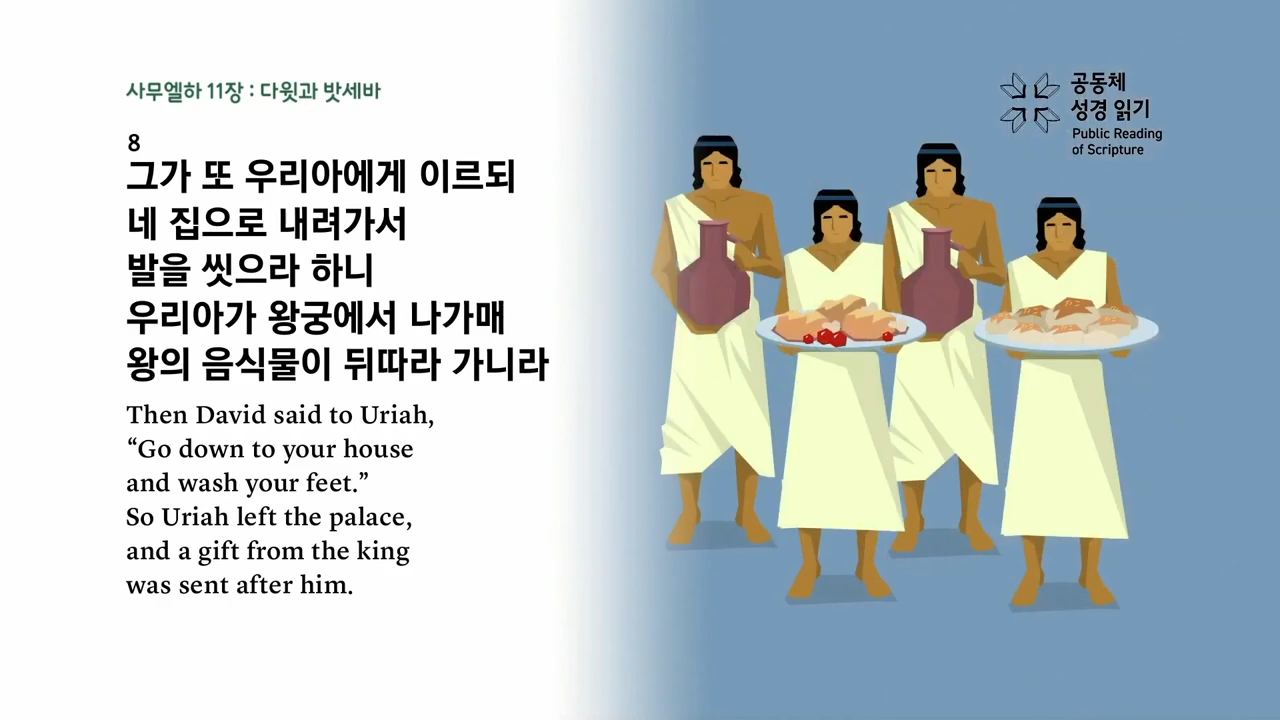 사무엘하 11장 : 다윗과 밧세바
8
그가 또 우리아에게 이르되
네 집으로 내려가서
발을 씻으라 하니
우리아가 왕궁에서 나가매
왕의 음식물이 뒤따라 가니라
Then David said to Uriah,
“Go down to your house
and wash your feet.”
So Uriah left the palace,
and a gift from the king
was sent after him.
공동체
성경 읽기
Public Reading
of Scripture